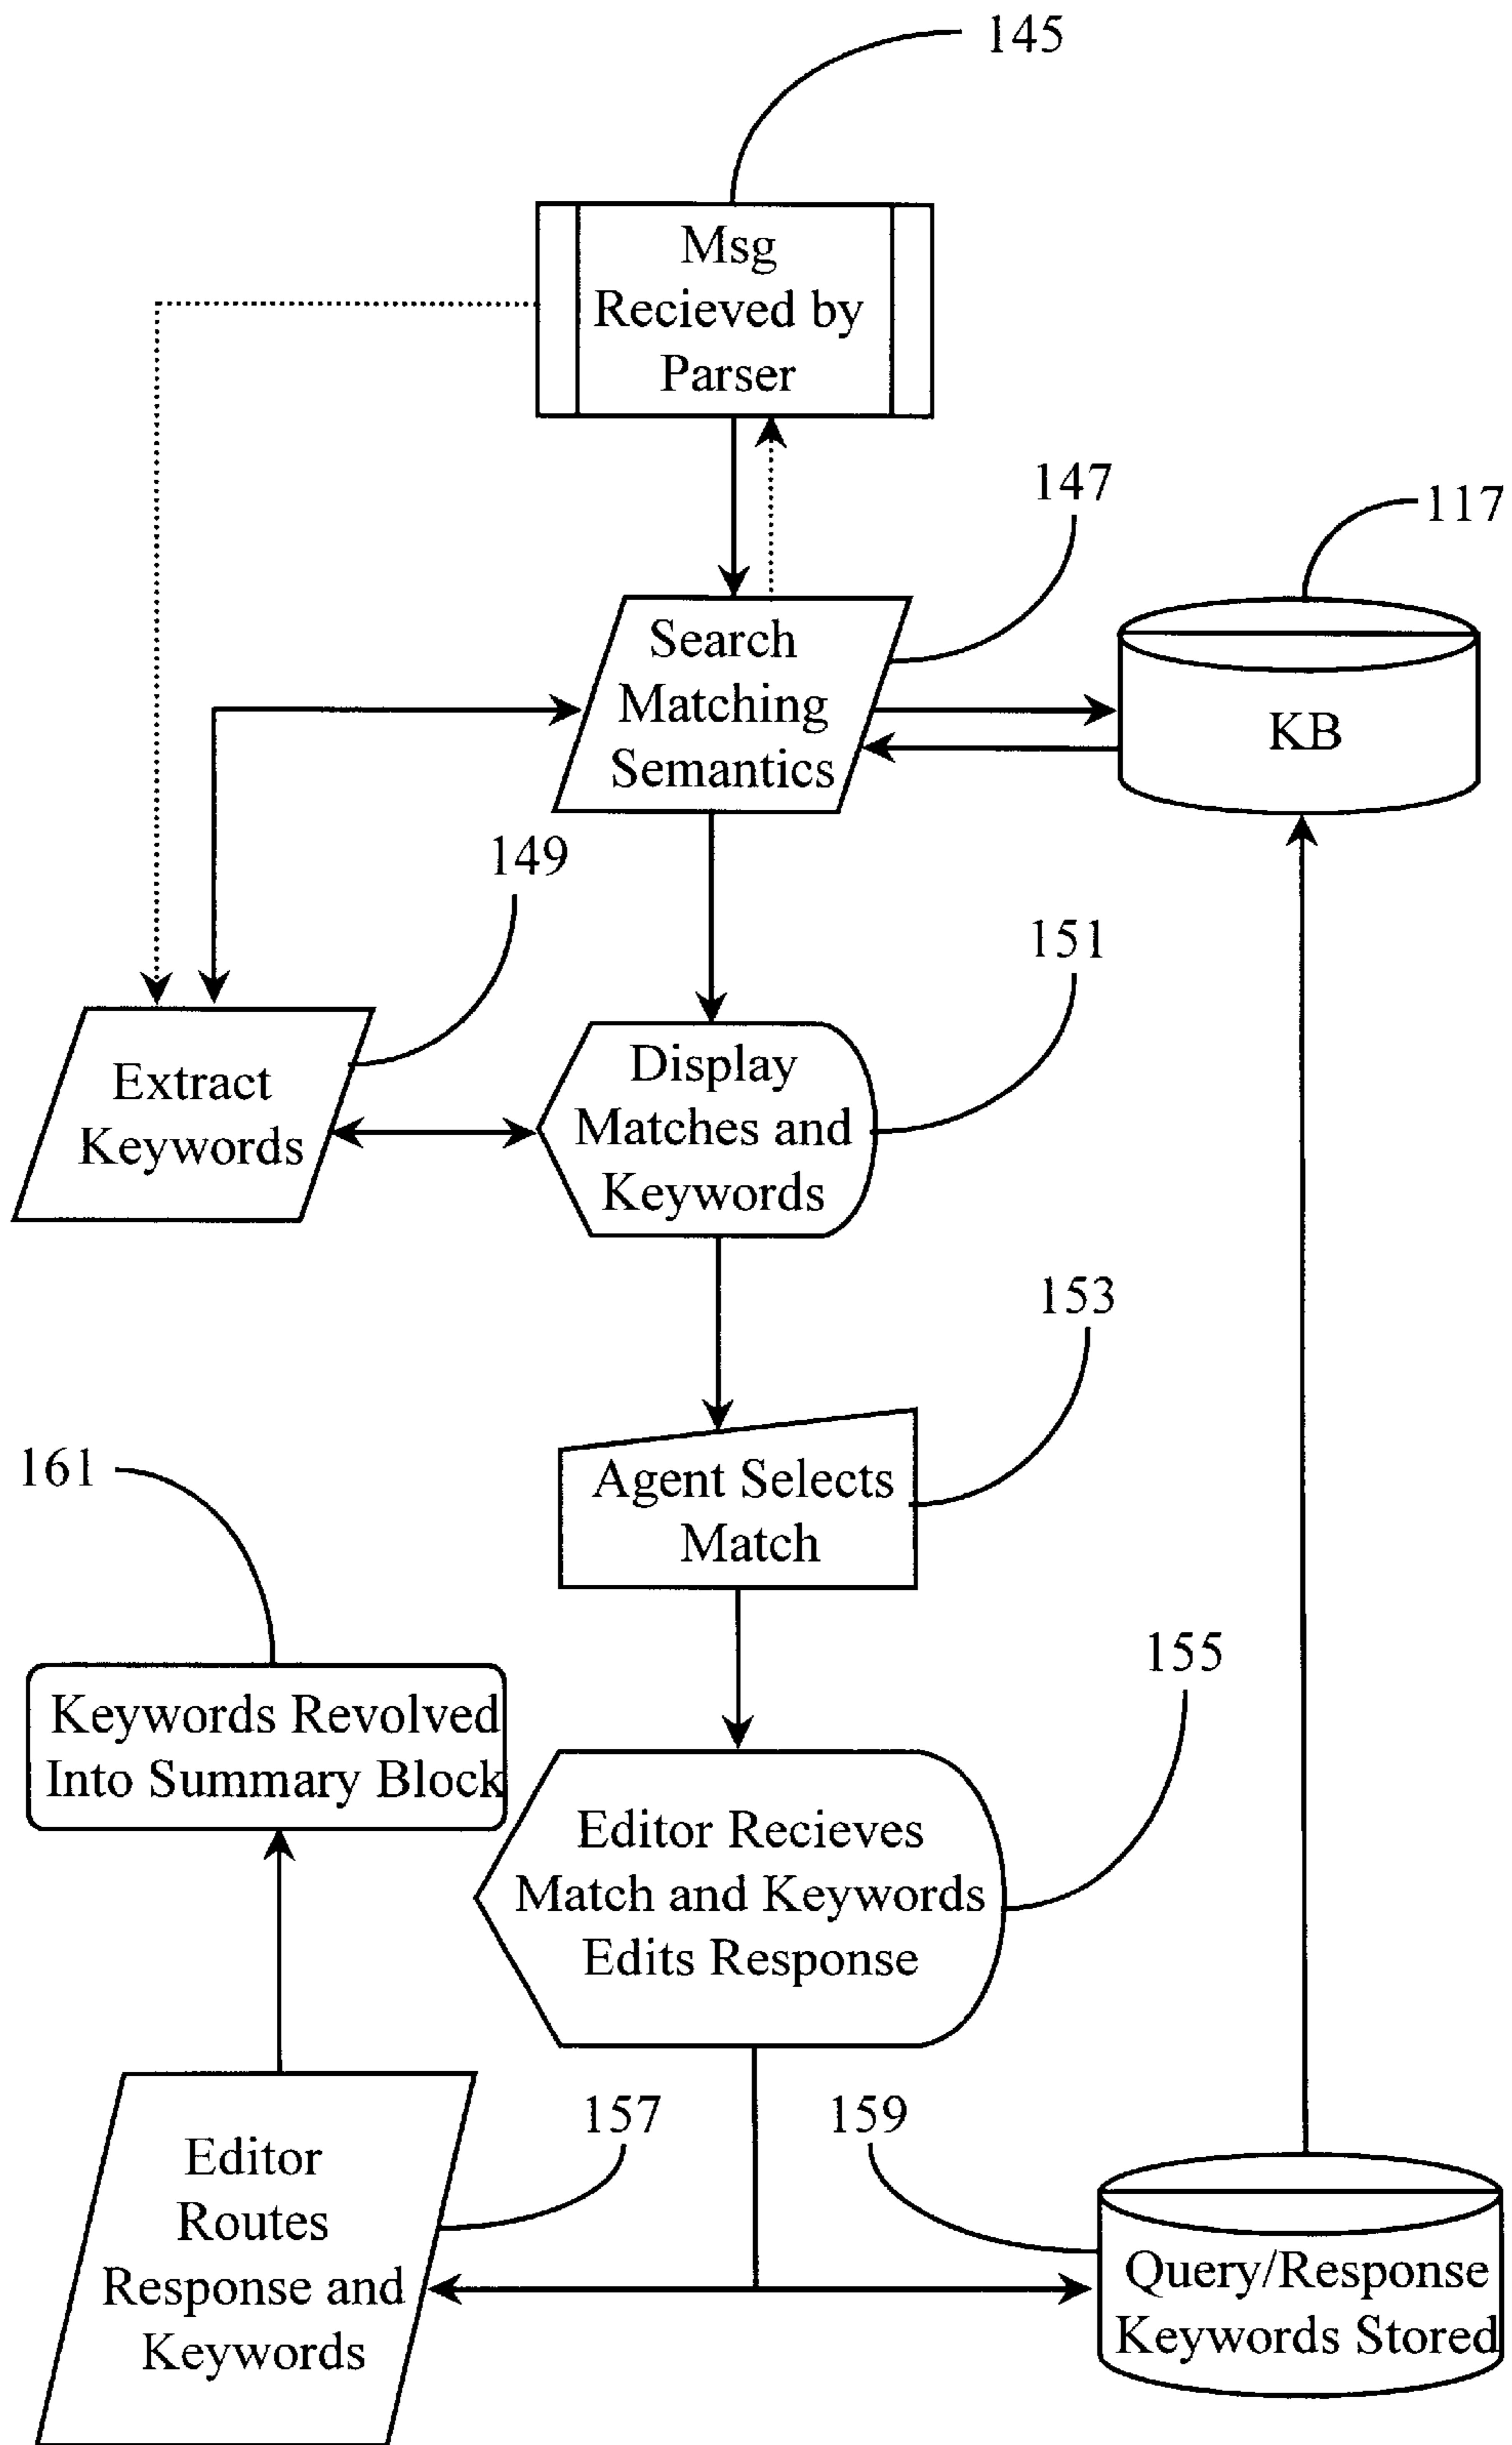 145
Msg
Recieved by
Parser
147
117
Search
Matching
Semantics
KB
149
151
Extract
Keywords
Display
Matches and
Keywords
153
161
Agent Selects
Match
155
Keywords Revolved
Into Summary Block
Editor Recieves
Match and Keywords
Edits Response
157
159
Editor
Routes
Response and
Keywords
Query/Response
Keywords Stored